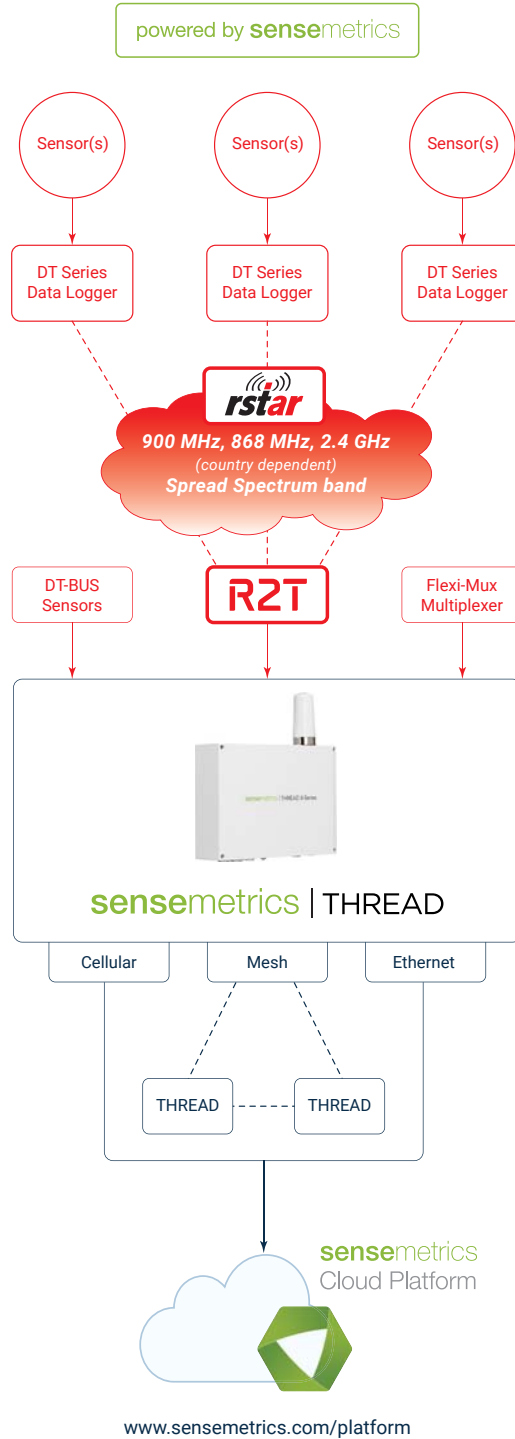 powered by sensemetrics
Sensor(s)
Sensor(s)
Sensor(s)
DT Series
Data Logger
DT Series
Data Logger
DT Series
Data Logger
rstar
900 MHz, 868 MHz, 2.4 GHz
(country dependent)
Spread Spectrum band
DT-BUS
Sensors
R2T
Flexi-Mux
Multiplexer
sensemetrics | THREAD
sensemetrics | THREAD
Cellular
Mesh
Ethernet
THREAD
THREAD
sensemetrics
Cloud Platform
www.sensemetrics.com/platform